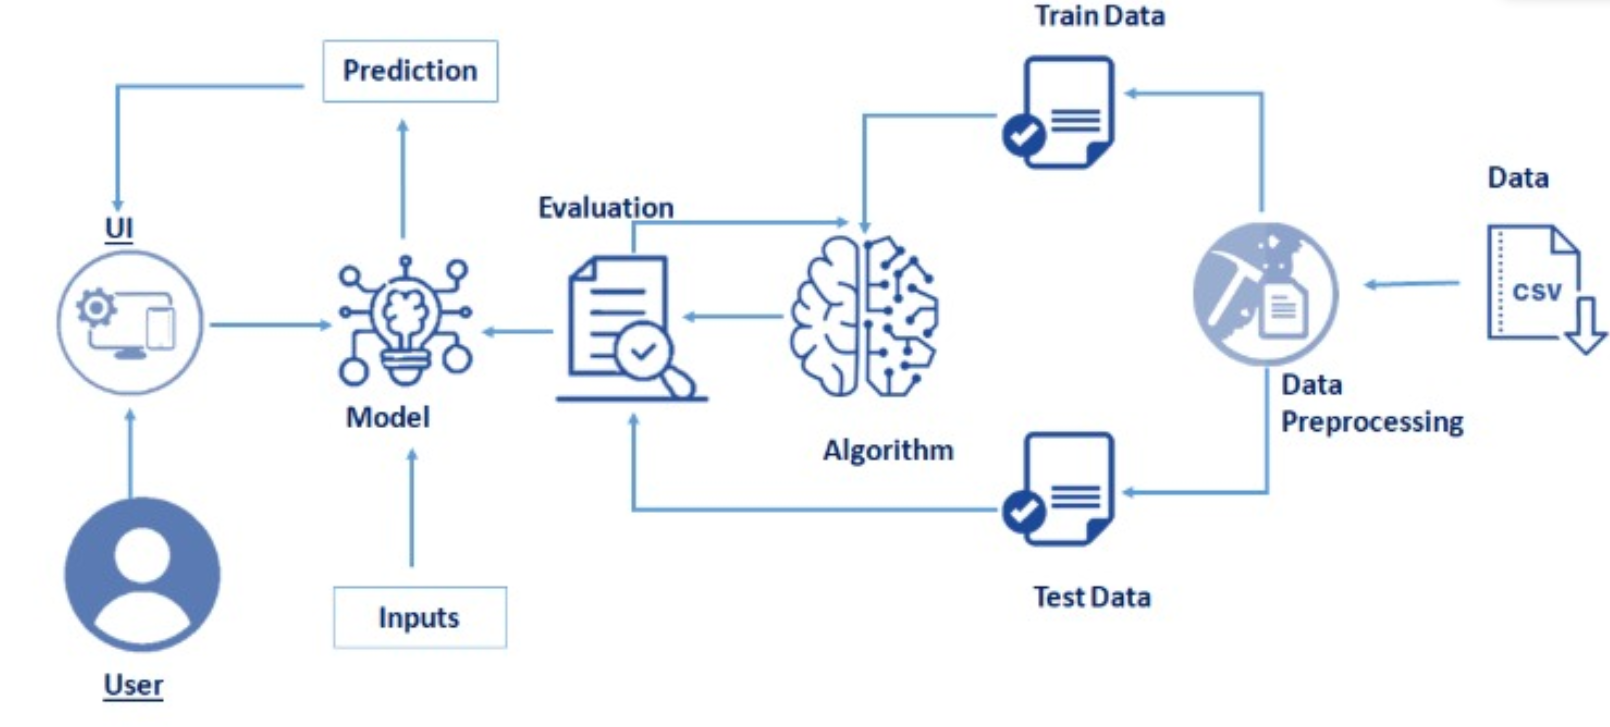 Train Data
Prediction
Data
Evaluation
UI
CSV
Data
Preprocessing
Model
Algorithm
Test Data
Inputs
User